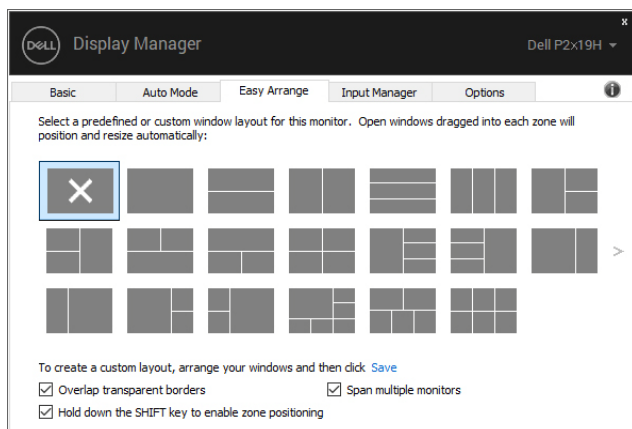 x
DELL Display Manager Dell P2x19H
Basic Auto Mode Easy Arrange Input Manager Options i
Select a predefined or custom window layout for this monitor. Open windows dragged into each zone will
position and resize automatically:
>
To create a custom layout, arrange your windows and then click Save
Overlap transparent borders Span multiple monitors
Hold down the SHIFT key to enable zone positioning